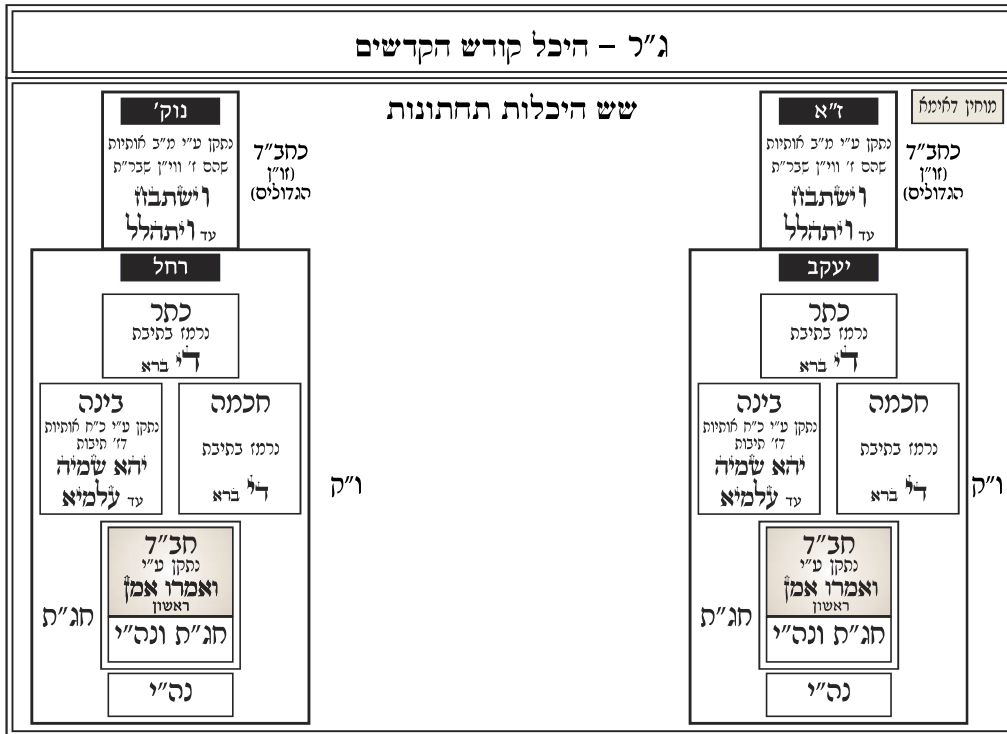 ג״ר – היכל קודש הקדשים
שש היכלות תחתונות
מוחין דאימא
ז״א
נתקן ע״י מ״ב אותיות
שהם ז׳ ווי״ן שבר״ת
וישתבח
עד ויתהלל
כחב״ד
(זו״ן
הגדולים)
יעקב
כתר
נרמז בתיבת
די ברא
חכמה
נרמז בתיבת
די ברא
בינה
נתקן ע״י כ״ח אותיות
דז׳ תיבות
יהא שמיה
עד עלמיא
ו״ק
חב״ד
נתקן ע״י
ואמרו אמן
ראשון
חג״ת ונה״י
חג״ת
נה״י
נוק׳
נתקן ע״י מ״ב אותיות
שהם ז׳ ווי״ן שבר״ת
וישתבח
עד ויתהלל
כחב״ד
(זו״ן
הגדולים)
רחל
כתר
נרמז בתיבת
די ברא
חכמה
נרמז בתיבת
די ברא
בינה
נתקן ע״י כ״ח אותיות
דז׳ תיבות
יהא שמיה
עד עלמיא
ו״ק
חב״ד
נתקן ע״י
ואמרו אמן
ראשון
חג״ת ונה״י
חג״ת
נה״י